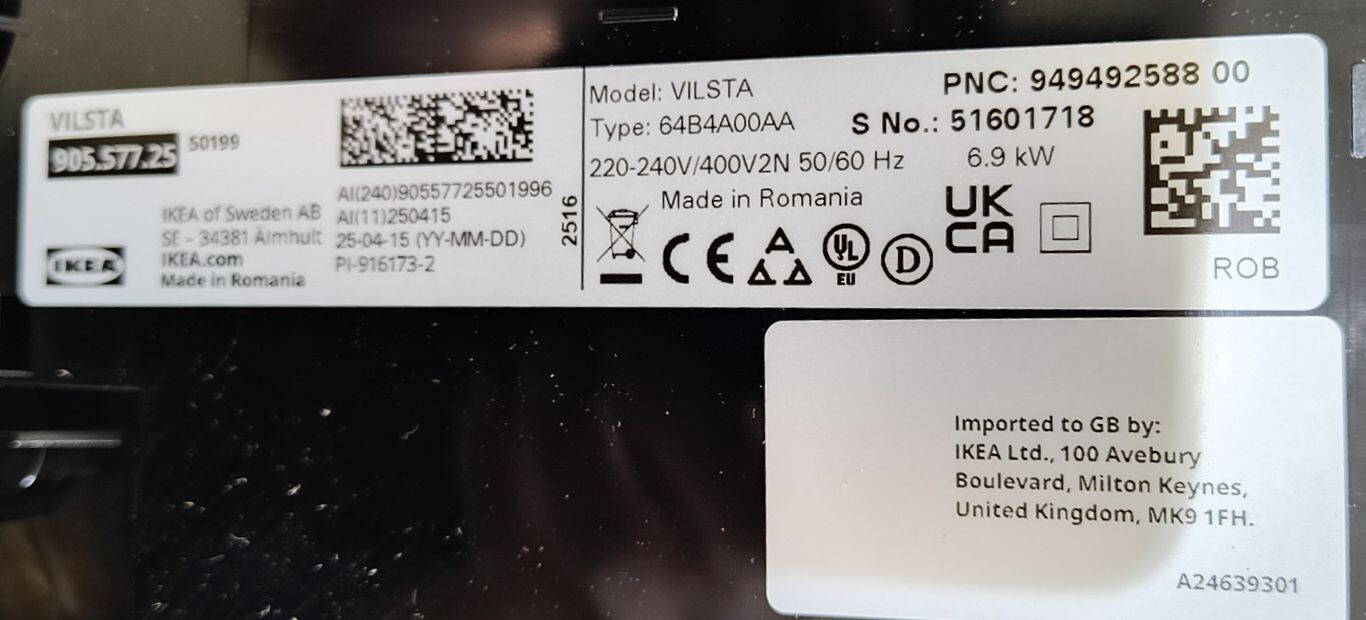 VILSTA
905.577.25 50199
IKEA of Sweden AB
SE - 34381 Älmhult
IKEA.com
Made in Romania
IKEA
AI(240)90557725501996
AI(11)250415
25-04-15 (YY-MM-DD)
PI-916173-2
2516
Model: VILSTA
PNC: 949492588 00
Type: 64B4A00AA
S No.: 51601718
220-240V/400V2N 50/60 Hz
6.9 kW
Made in Romania
CE
A
UL
EU
D
UK
CA
ROB
Imported to GB by:
IKEA Ltd., 100 Avebury
Boulevard, Milton Keynes,
United Kingdom, MK9 1FH.
A24639301